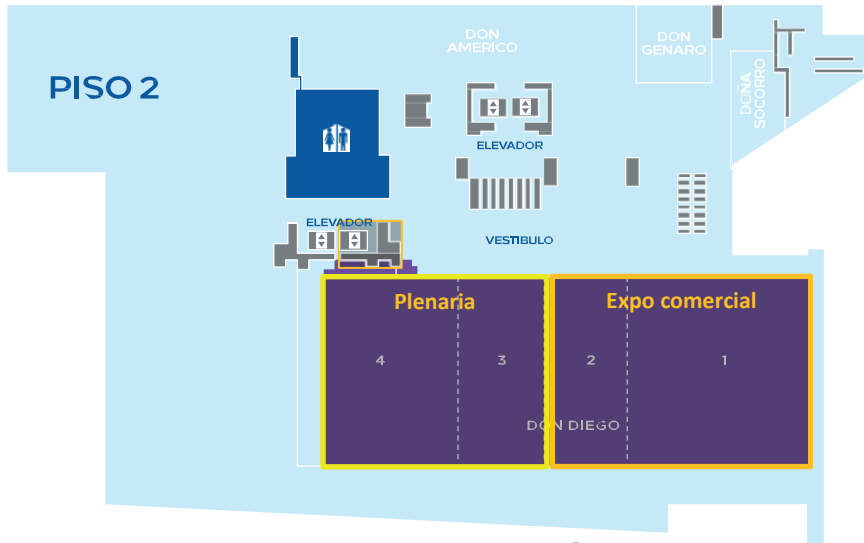 DON
AMERICO
DON
GENARO
DOÑA
SOCORRO
PISO 2
ELEVADOR
ELEVADOR
VESTIBULO
Plenaria
Expo comercial
4
3
2
1
DON DIEGO